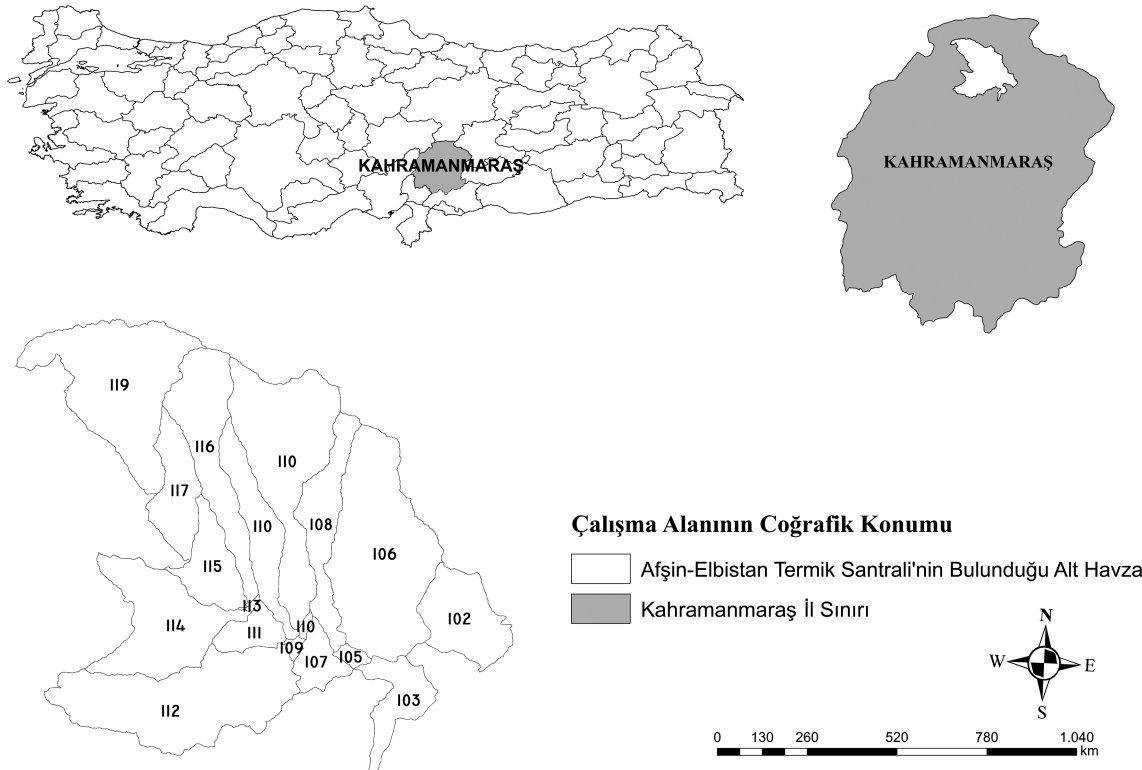 KAHRAMANMARAŞ
KAHRAMANMARAŞ
119
116
110
117
110
108
106
115
113
102
114
111
110
109
107
105
103
112
Çalışma Alanının Coğrafik Konumu
Afşin-Elbistan Termik Santrali'nin Bulunduğu Alt Havza
Kahramanmaraş İl Sınırı
N
W E
S
0 130 260 520 780 1.040
km